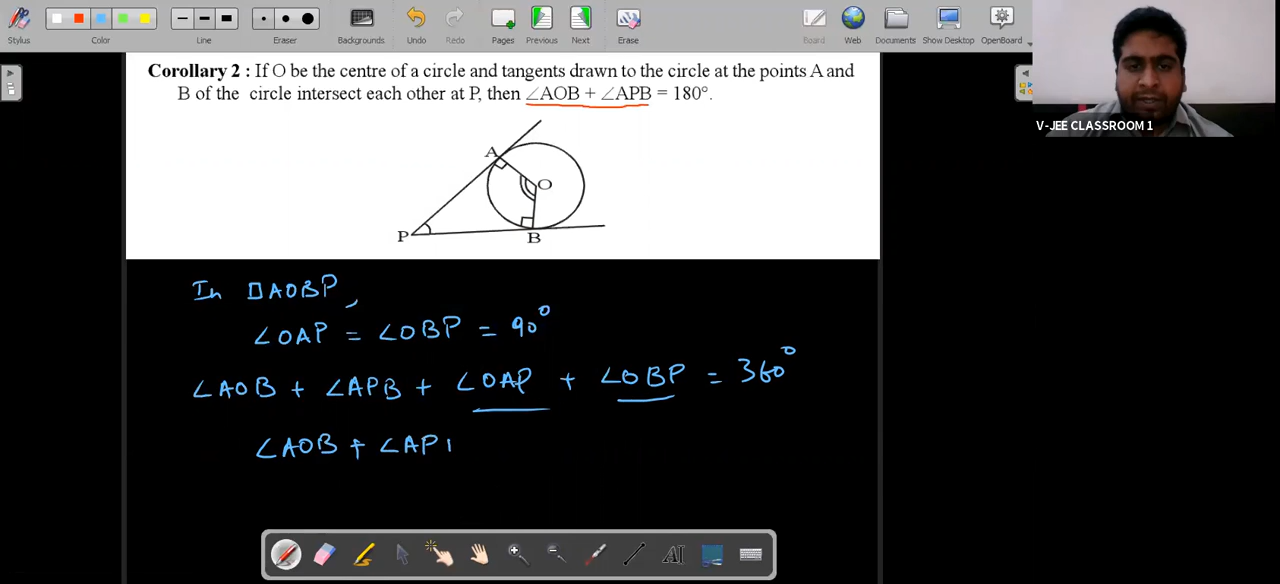 Stylus
Color
Line
Eraser
Backgrounds
Undo
Redo
Pages
Previous
Next
Erase
Board
Web
Documents
Show Desktop
OpenBoard
Corollary 2 : If O be the centre of a circle and tangents drawn to the circle at the points A and
B of the circle intersect each other at P, then ∠AOB + ∠APB = 180°.
V-JEE CLASSROOM 1
A
O
P
B
In □AOBP,
∠OAP = ∠OBP = 90°
∠AOB + ∠APB + ∠OAP + ∠OBP = 360°
∠AOB + ∠AP
AI